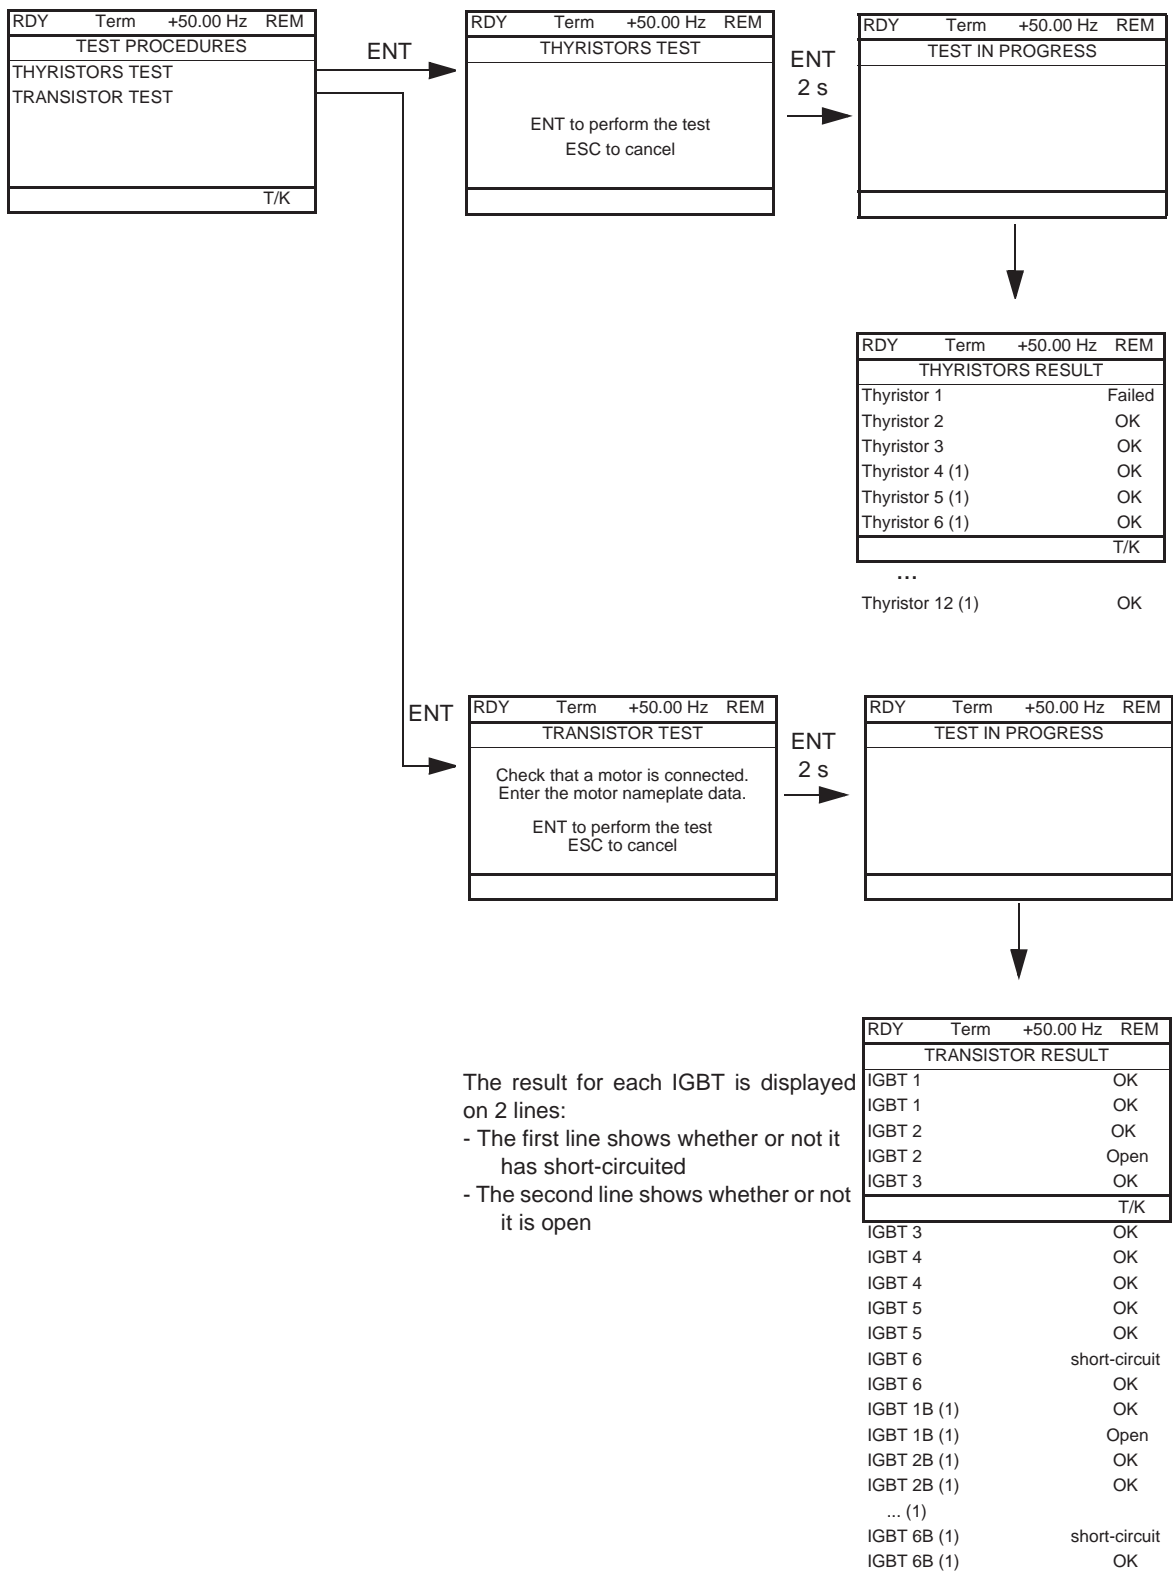 RDY Term +50.00 Hz REM
TEST PROCEDURES
THYRISTORS TEST
TRANSISTOR TEST
T/K
ENT
RDY Term +50.00 Hz REM
THYRISTORS TEST
ENT to perform the test
ESC to cancel
ENT
2 s
RDY Term +50.00 Hz REM
TEST IN PROGRESS
RDY Term +50.00 Hz REM
THYRISTORS RESULT
Thyristor 1 Failed
Thyristor 2 OK
Thyristor 3 OK
Thyristor 4 (1) OK
Thyristor 5 (1) OK
Thyristor 6 (1) OK
T/K
...
Thyristor 12 (1) OK
ENT
RDY Term +50.00 Hz REM
TRANSISTOR TEST
Check that a motor is connected.
Enter the motor nameplate data.
ENT to perform the test
ESC to cancel
ENT
2 s
RDY Term +50.00 Hz REM
TEST IN PROGRESS
The result for each IGBT is displayed
on 2 lines:
- The first line shows whether or not it
has short-circuited
- The second line shows whether or not
it is open
RDY Term +50.00 Hz REM
TRANSISTOR RESULT
IGBT 1 OK
IGBT 1 OK
IGBT 2 OK
IGBT 2 Open
IGBT 3 OK
T/K
IGBT 3 OK
IGBT 4 OK
IGBT 4 OK
IGBT 5 OK
IGBT 5 OK
IGBT 6 short-circuit
IGBT 6 OK
IGBT 1B (1) OK
IGBT 1B (1) Open
IGBT 2B (1) OK
IGBT 2B (1) OK
... (1)
IGBT 6B (1) short-circuit
IGBT 6B (1) OK